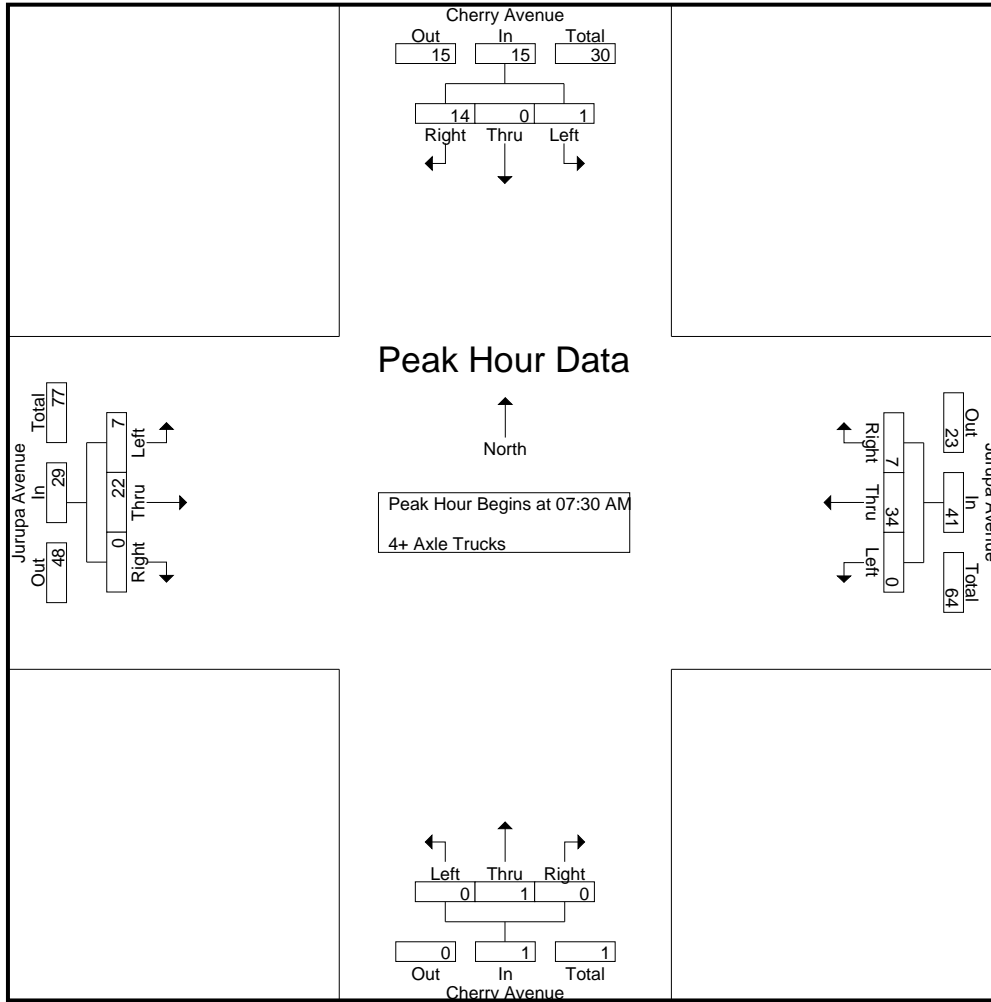 Cherry Avenue
Out In Total
15 15 30
14 0 1
Right Thru Left
Peak Hour Data
North
Peak Hour Begins at 07:30 AM
4+ Axle Trucks
Jurupa Avenue
Total In Out
77 29 48
7 22 0
Left Thru Right
Right Thru Left
7 34 0
Out In Total
23 41 64
Jurupa Avenue
Left Thru Right
0 1 0
0 1 1
Out In Total
Cherry Avenue